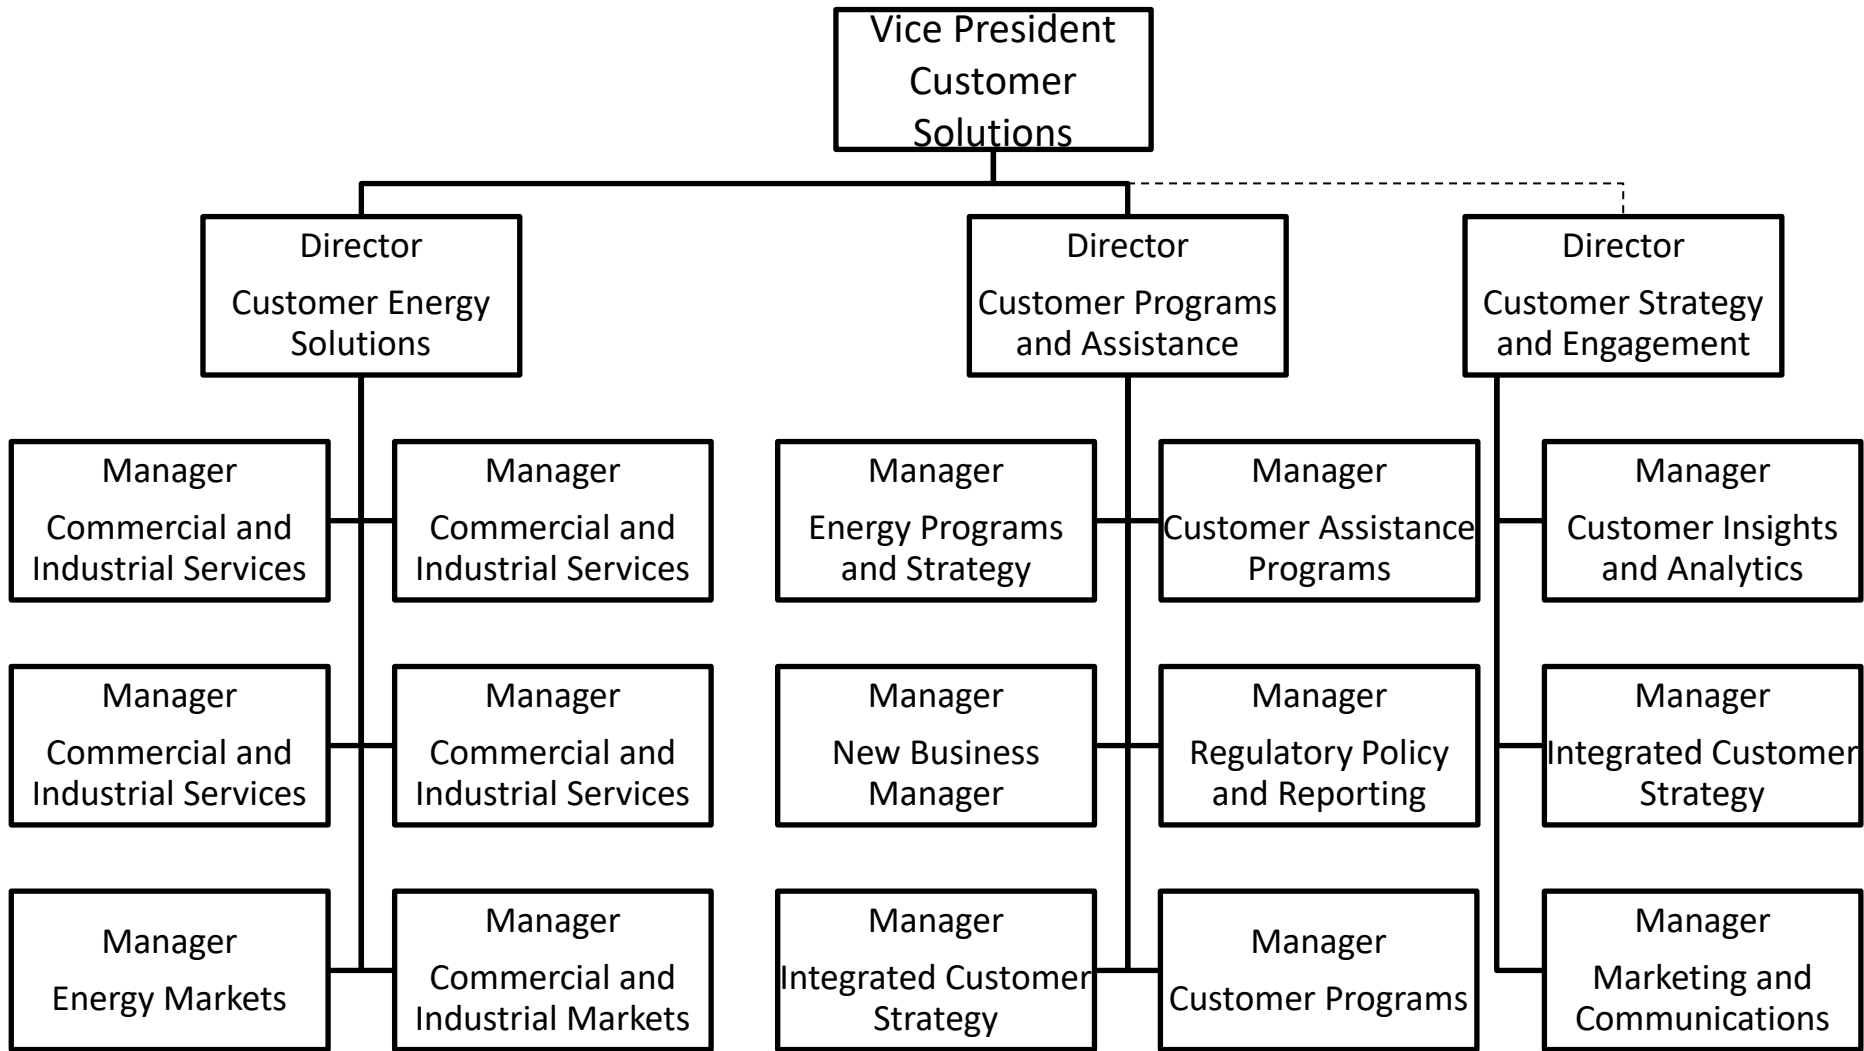 Vice President
Customer
Solutions
Director
Customer Energy
Solutions
Director
Customer Programs
and Assistance
Director
Customer Strategy
and Engagement
Manager
Commercial and
Industrial Services
Manager
Commercial and
Industrial Services
Manager
Energy Programs
and Strategy
Manager
Customer Assistance
Programs
Manager
Customer Insights
and Analytics
Manager
Commercial and
Industrial Services
Manager
Commercial and
Industrial Services
Manager
New Business
Manager
Manager
Regulatory Policy
and Reporting
Manager
Integrated Customer
Strategy
Manager
Energy Markets
Manager
Commercial and
Industrial Markets
Manager
Integrated Customer
Strategy
Manager
Customer Programs
Manager
Marketing and
Communications